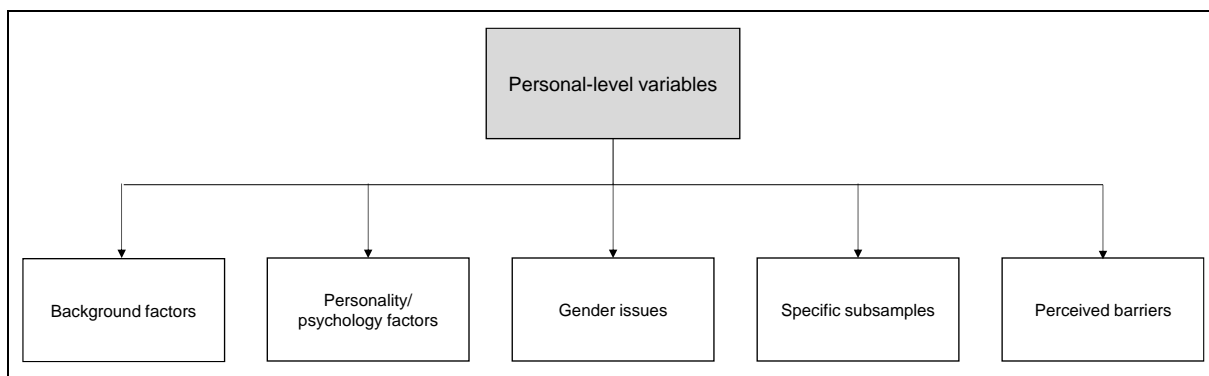 Personal-level variables
Background factors
Personality/
psychology factors
Gender issues
Specific subsamples
Perceived barriers